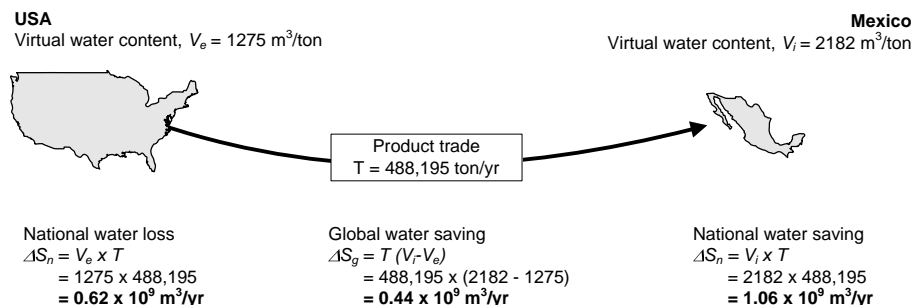 USA
Virtual water content, Vₑ = 1275 m³/ton
Mexico
Virtual water content, Vᵢ = 2182 m³/ton
Product trade
T = 488,195 ton/yr
National water loss
ΔSₙ = Vₑ x T
= 1275 x 488,195
= 0.62 x 10⁹ m³/yr
Global water saving
ΔS_g = T (Vᵢ-Vₑ)
= 488,195 x (2182 - 1275)
= 0.44 x 10⁹ m³/yr
National water saving
ΔSₙ = Vᵢ x T
= 2182 x 488,195
= 1.06 x 10⁹ m³/yr